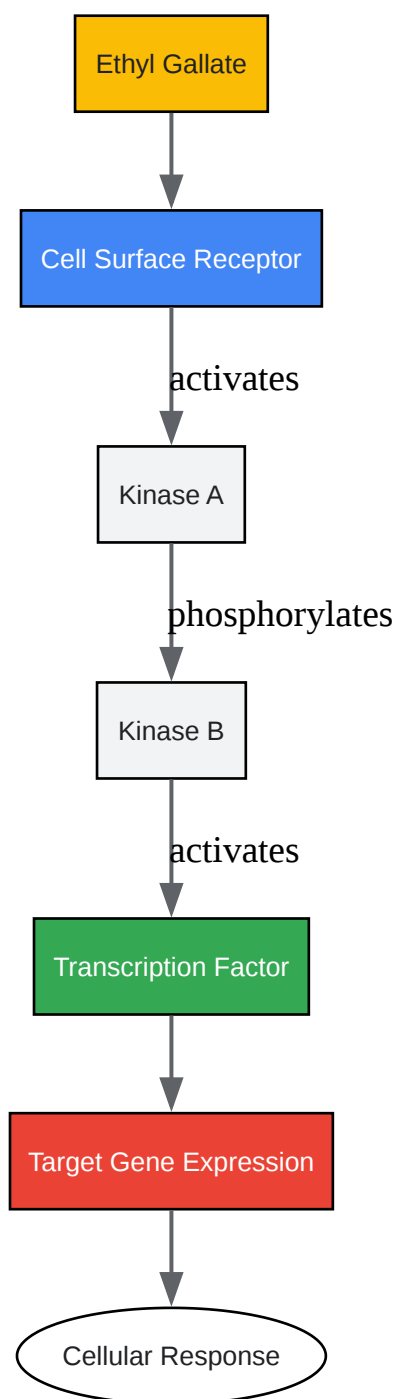 Ethyl Gallate
Cell Surface Receptor
activates
Kinase A
phosphorylates
Kinase B
activates
Transcription Factor
Target Gene Expression
Cellular Response